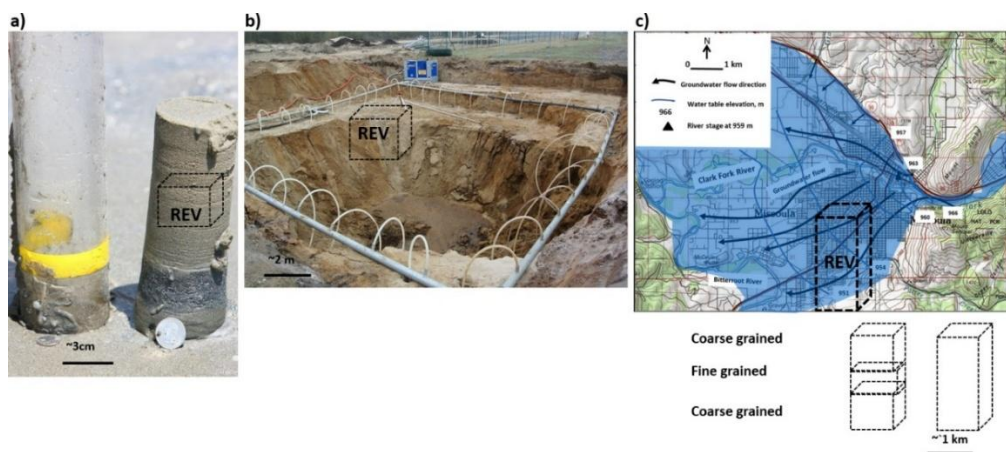 a)
REV
~3cm
b)
REV
~2 m
c)
N
0 1 km
Groundwater flow direction
Water table elevation, m
966
River stage at 959 m
957
963
Clark Fork River
Groundwater flow
Missoula
960
966
REV
954
Bitterroot River
951
Coarse grained
Fine grained
Coarse grained
~1 km